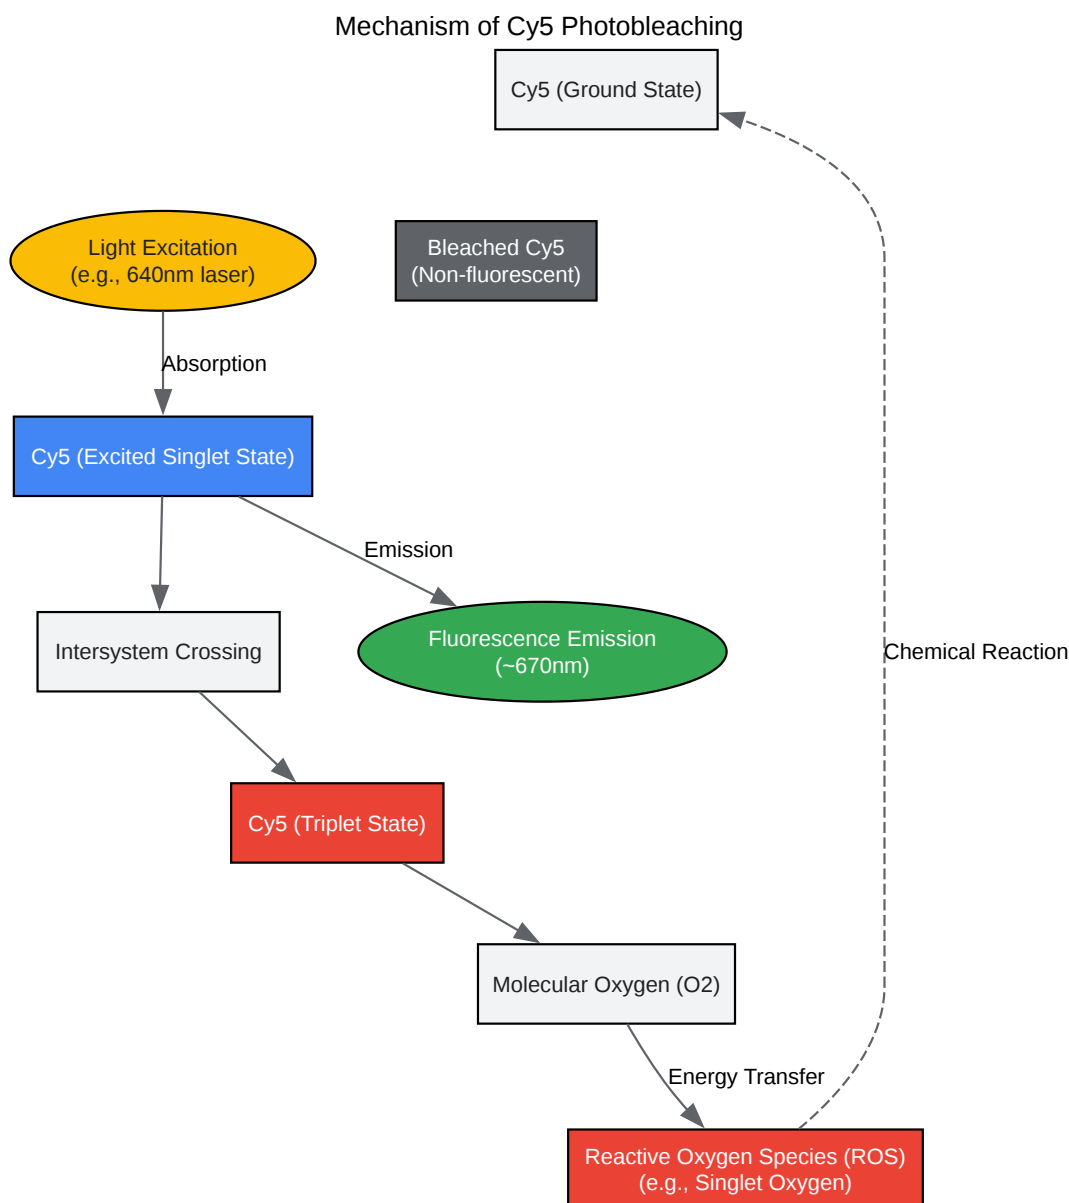 Mechanism of Cy5 Photobleaching
Cy5 (Ground State)
Light Excitation
(e.g., 640nm laser)
Bleached Cy5
(Non-fluorescent)
Absorption
Cy5 (Excited Singlet State)
Emission
Intersystem Crossing
Fluorescence Emission
(~670nm)
Chemical Reaction
Cy5 (Triplet State)
Molecular Oxygen (O2)
Energy Transfer
Reactive Oxygen Species (ROS)
(e.g., Singlet Oxygen)